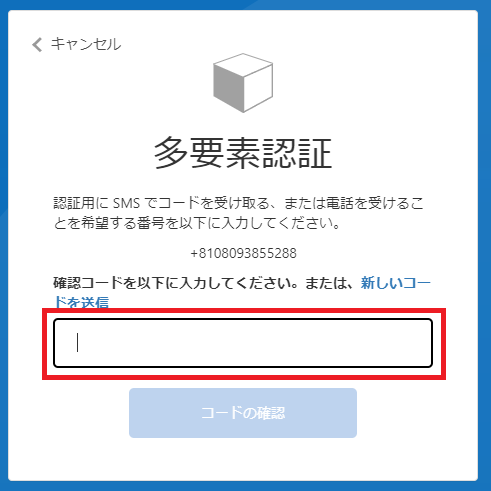 キャンセル
多要素認証
認証用に SMS でコードを受け取る、または電話を受けるこ
とを希望する番号を以下に入力してください。
+8108093855288
確認コードを以下に入力してください。または、新しいコー
ドを送信
コードの確認